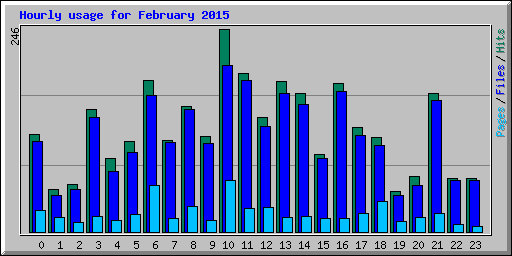 Hourly usage for February 2015
246
Pages / Files / Hits
0 1 2 3 4 5 6 7 8 9 10 11 12 13 14 15 16 17 18 19 20 21 22 23